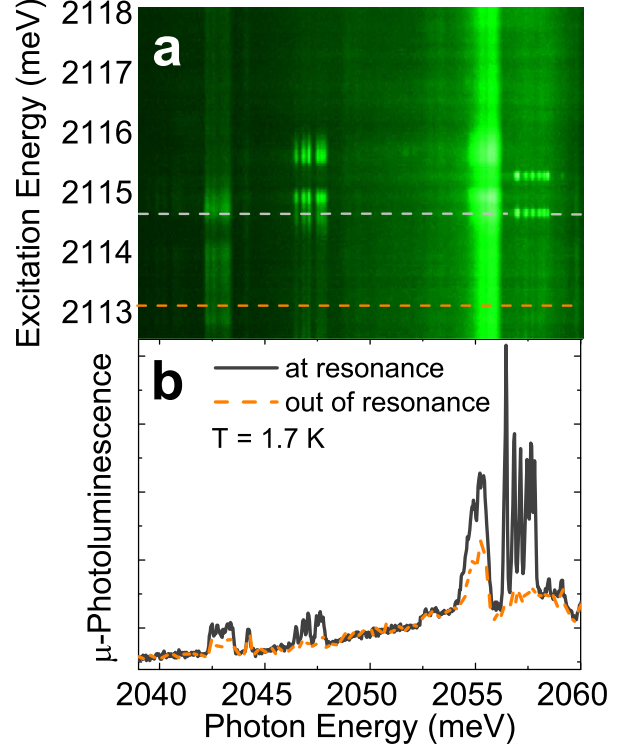 Excitation Energy (meV)
2118
2117
2116
2115
2114
2113
a
μ-Photoluminescence
b
at resonance
out of resonance
T = 1.7 K
2040 2045 2050 2055 2060
Photon Energy (meV)